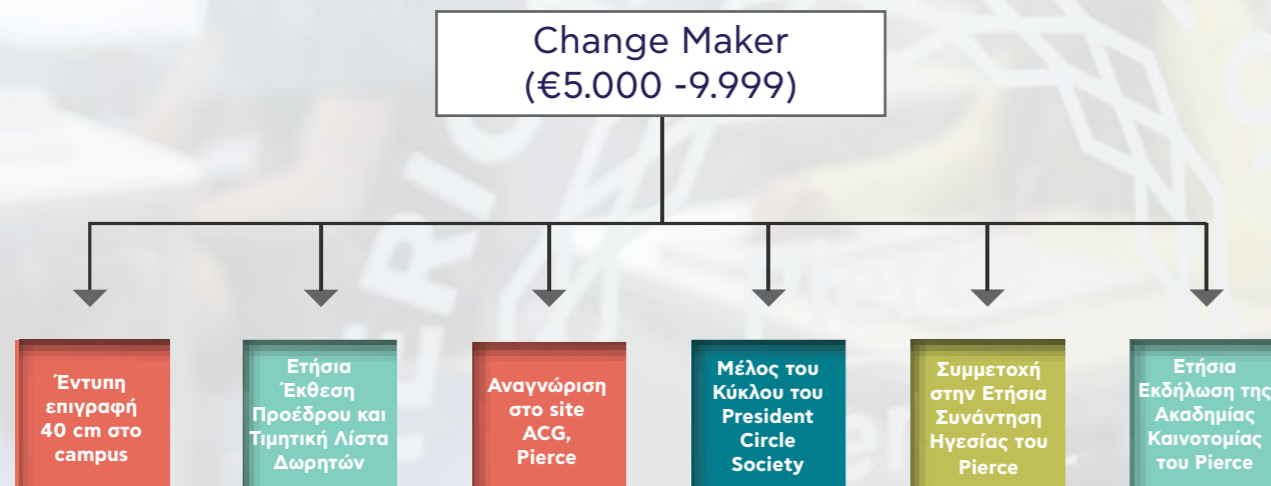 Change Maker
(€5.000 -9.999)
Έντυπη
επιγραφή
40 cm στο
campus
Ετήσια
Έκθεση
Προέδρου και
Τιμητική Λίστα
Δωρητών
Αναγνώριση
στο site
ACG,
Pierce
Μέλος του
Κύκλου του
President
Circle
Society
Συμμετοχή
στην Ετήσια
Συνάντηση
Ηγεσίας του
Pierce
Ετήσια
Εκδήλωση της
Ακαδημίας
Καινοτομίας
του Pierce